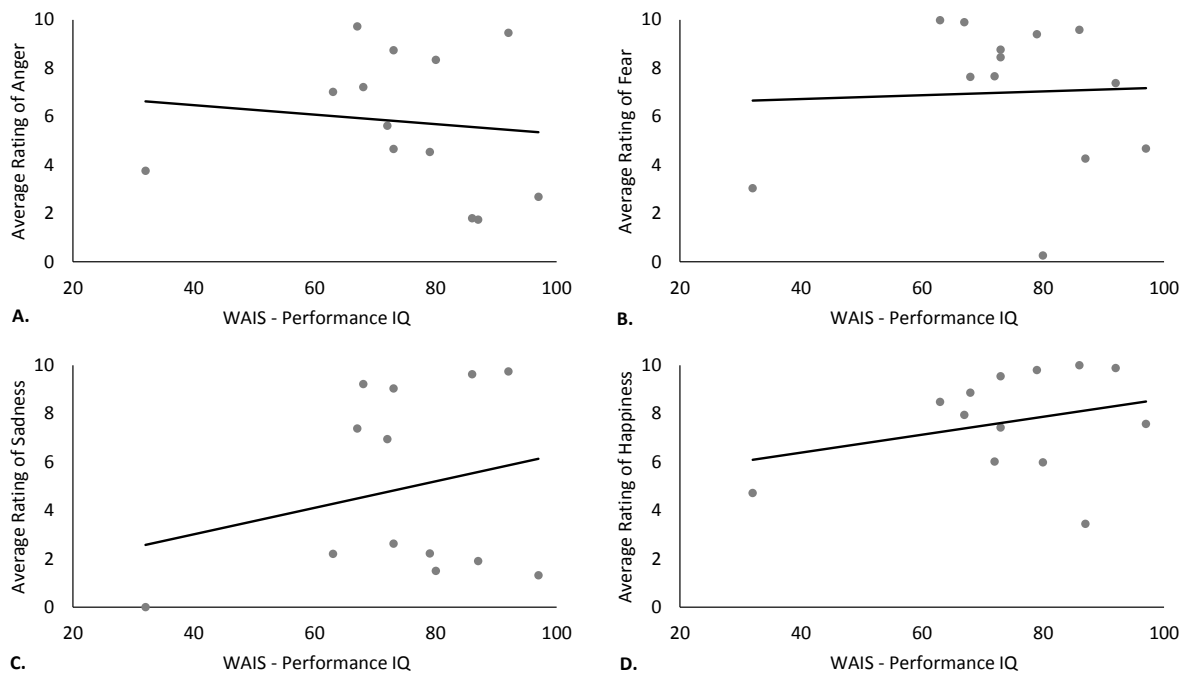 Average Rating of Anger
10
8
6
4
2
0
20 40 60 80 100
WAIS - Performance IQ
A.
Average Rating of Fear
10
8
6
4
2
0
20 40 60 80 100
WAIS - Performance IQ
B.
Average Rating of Sadness
10
8
6
4
2
0
20 40 60 80 100
WAIS - Performance IQ
C.
Average Rating of Happiness
10
8
6
4
2
0
20 40 60 80 100
WAIS - Performance IQ
D.